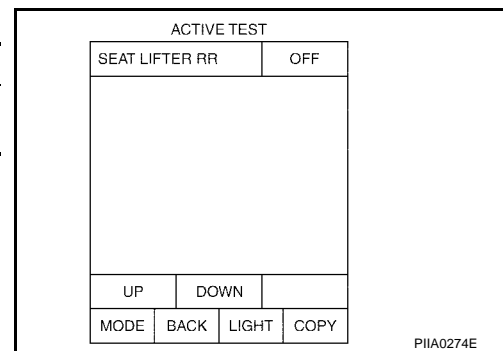 ACTIVE TEST
SEAT LIFTER RR OFF
UP DOWN
MODE BACK LIGHT COPY
PIIA0274E